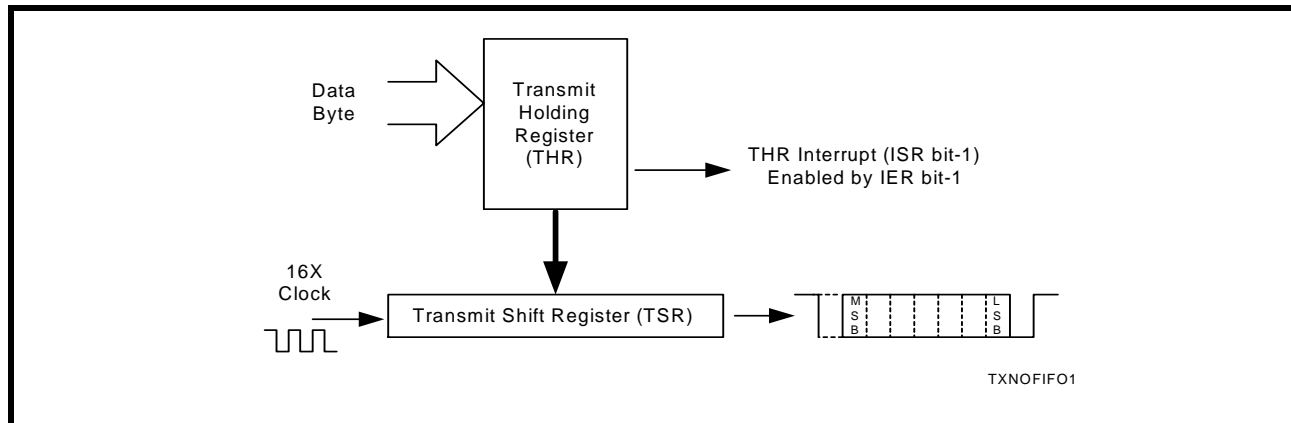 Data
Byte
Transmit
Holding
Register
(THR)
THR Interrupt (ISR bit-1)
Enabled by IER bit-1
16X
Clock
Transmit Shift Register (TSR)
M
S
B
L
S
B
TXNOFIFO1